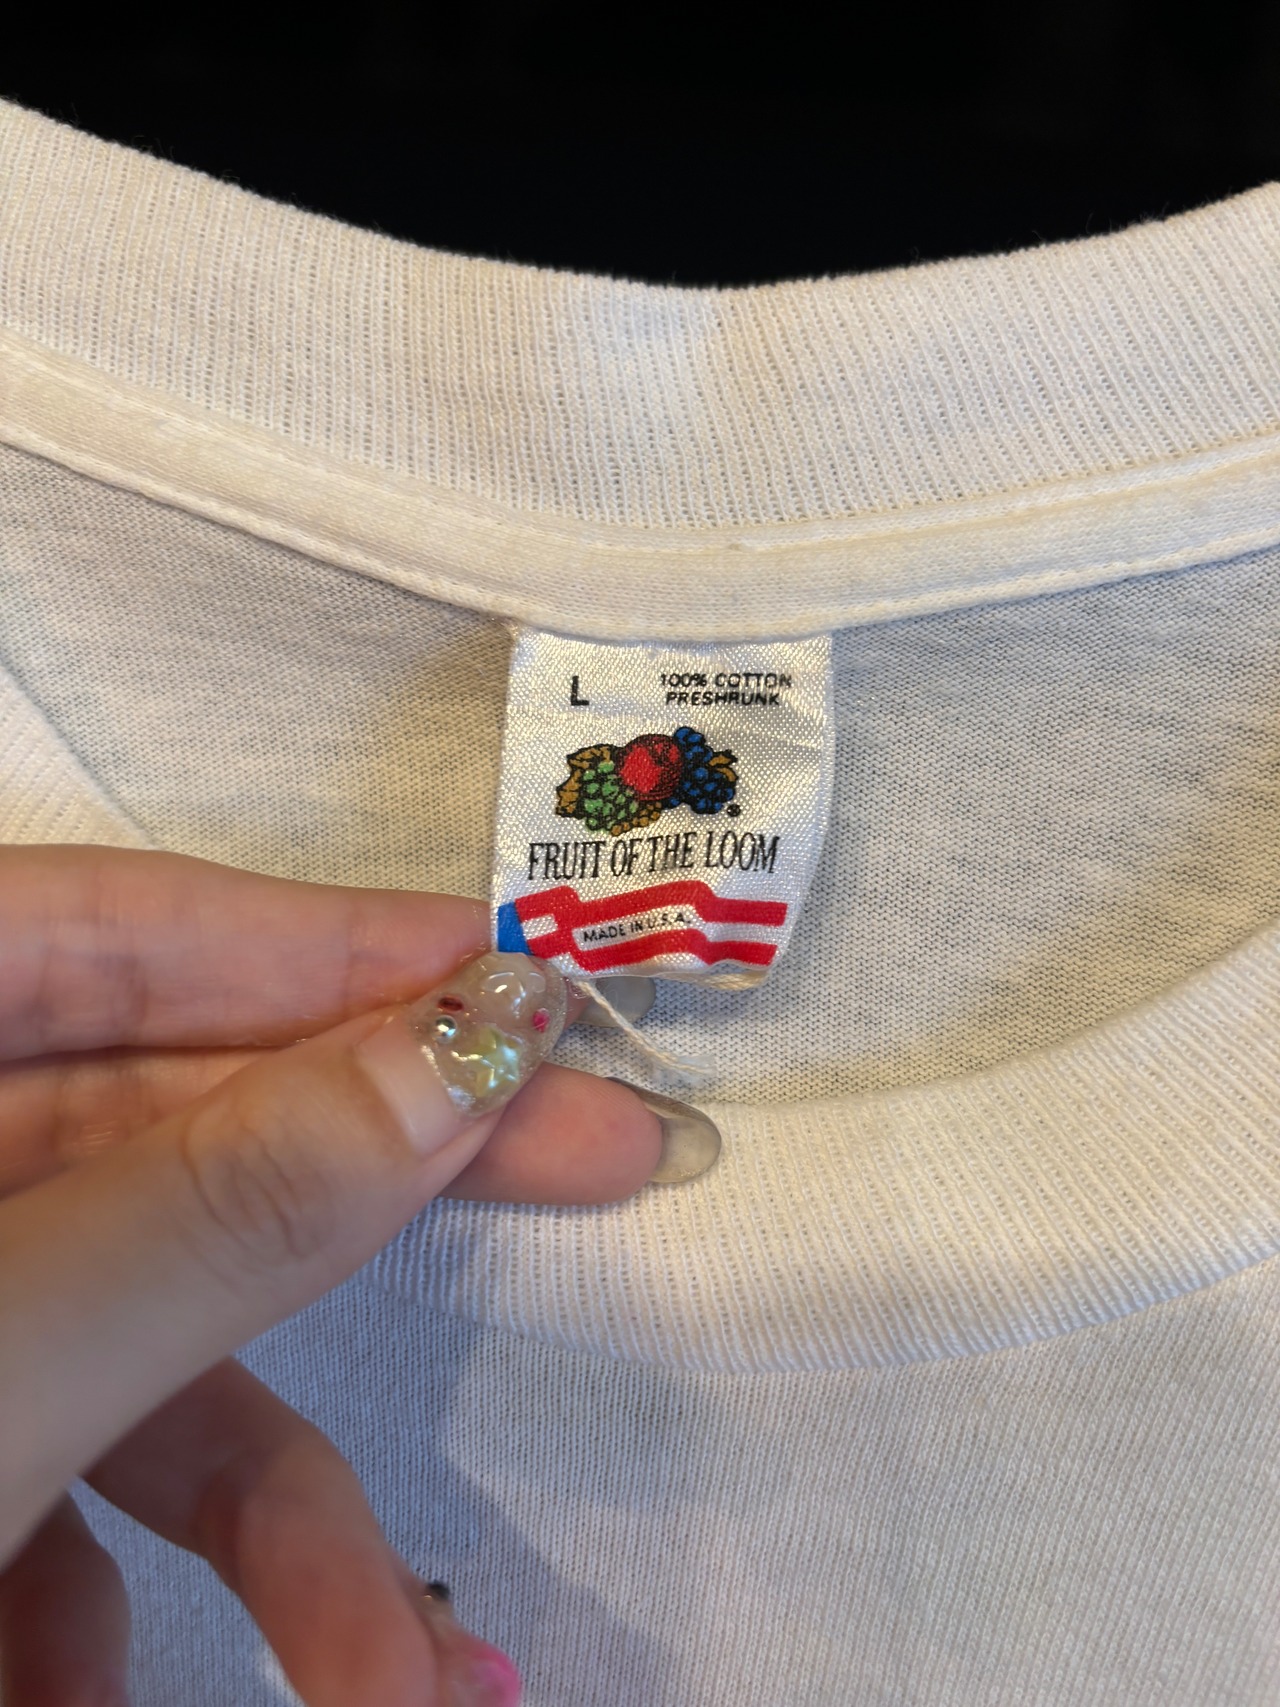 L
100% COTTON
PRESHRUNK
FRUIT OF THE LOOM
MADE IN U.S.A.